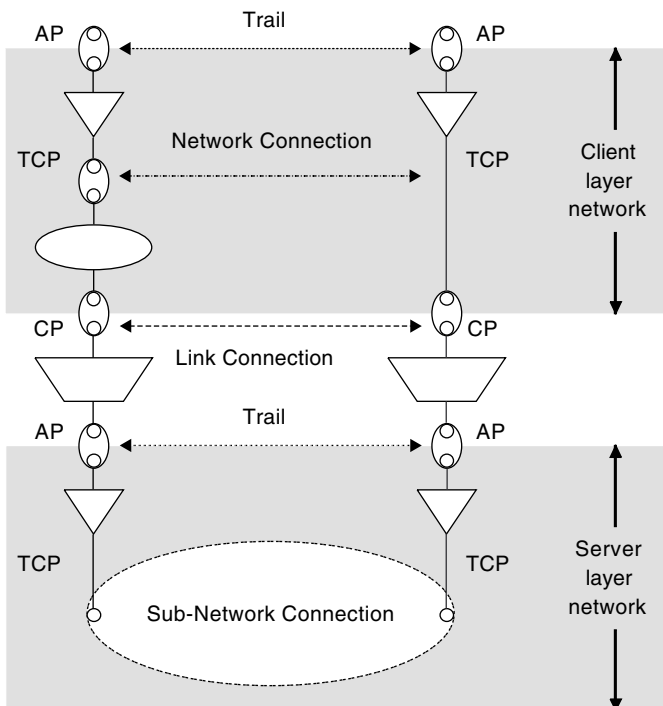 Trail
AP
AP
Network Connection
TCP
TCP
Client
layer
network
CP
CP
Link Connection
Trail
AP
AP
TCP
TCP
Server
layer
network
Sub-Network Connection